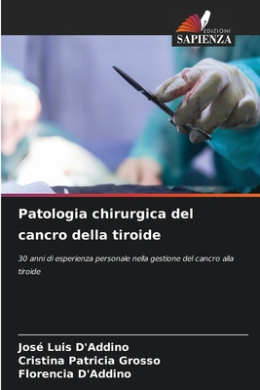 EDIZIONI
SAPIENZA
Patologia chirurgica del
cancro della tiroide
30 anni di esperienza personale nella gestione del cancro alla
tiroide
José Luis D'Addino
Cristina Patricia Grosso
Florencia D'Addino